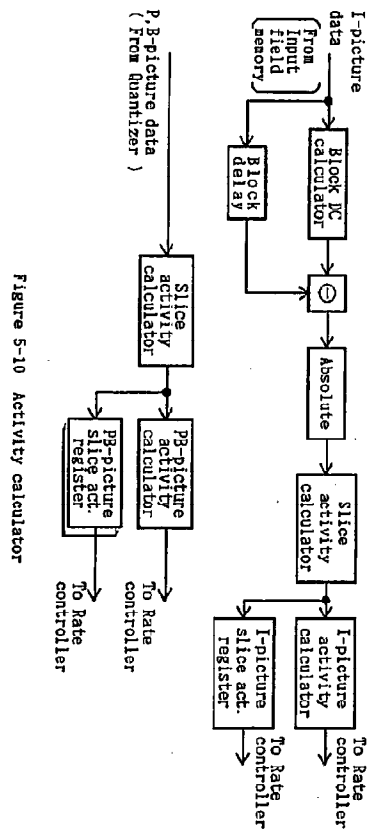 I-picture
data
From
Input
field
memory
Block DC
calculator
Block
delay
Absolute
Slice
activity
calculator
I-picture
activity
calculator
To Rate
controller
I-picture
slice act.
register
To Rate
controller
P,B-picture data
( From Quantizer )
Slice
activity
calculator
PB-picture
activity
calculator
To Rate
controller
PB-picture
slice act.
register
To Rate
controller
Figure 5-10 Activity calculator